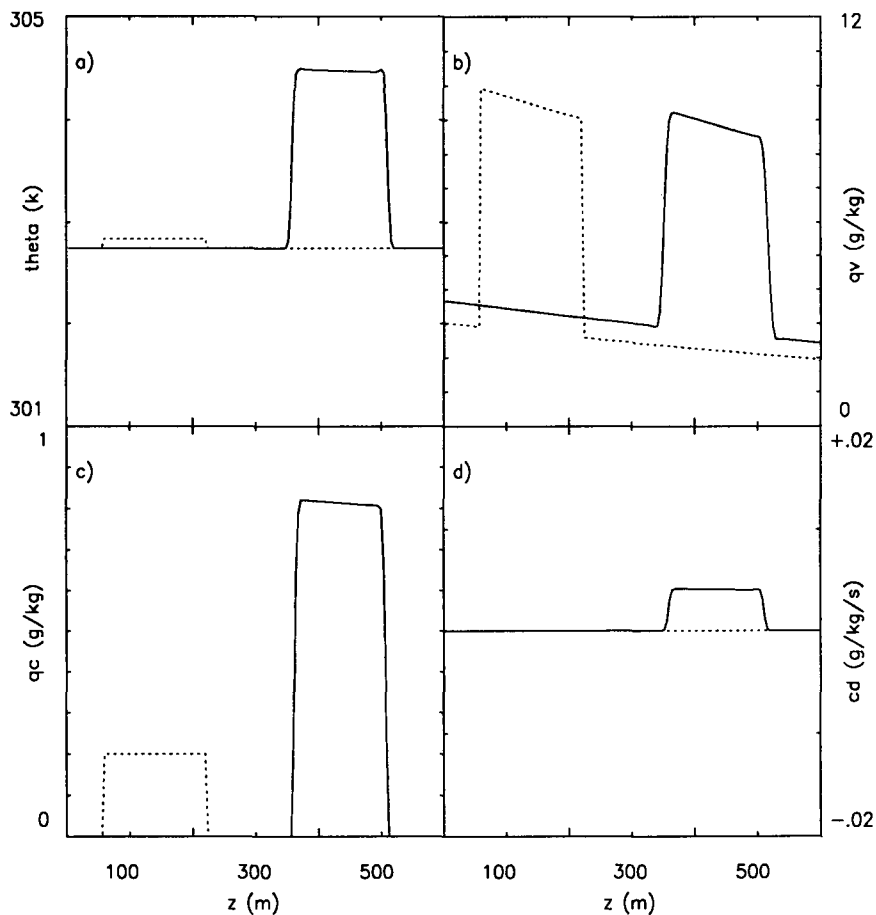 305
a)
theta (k)
301
b)
12
qv (g/kg)
0
1
c)
qc (g/kg)
0
d)
+.02
cd (g/kg/s)
-.02
100
300
500
z (m)
100
300
500
z (m)